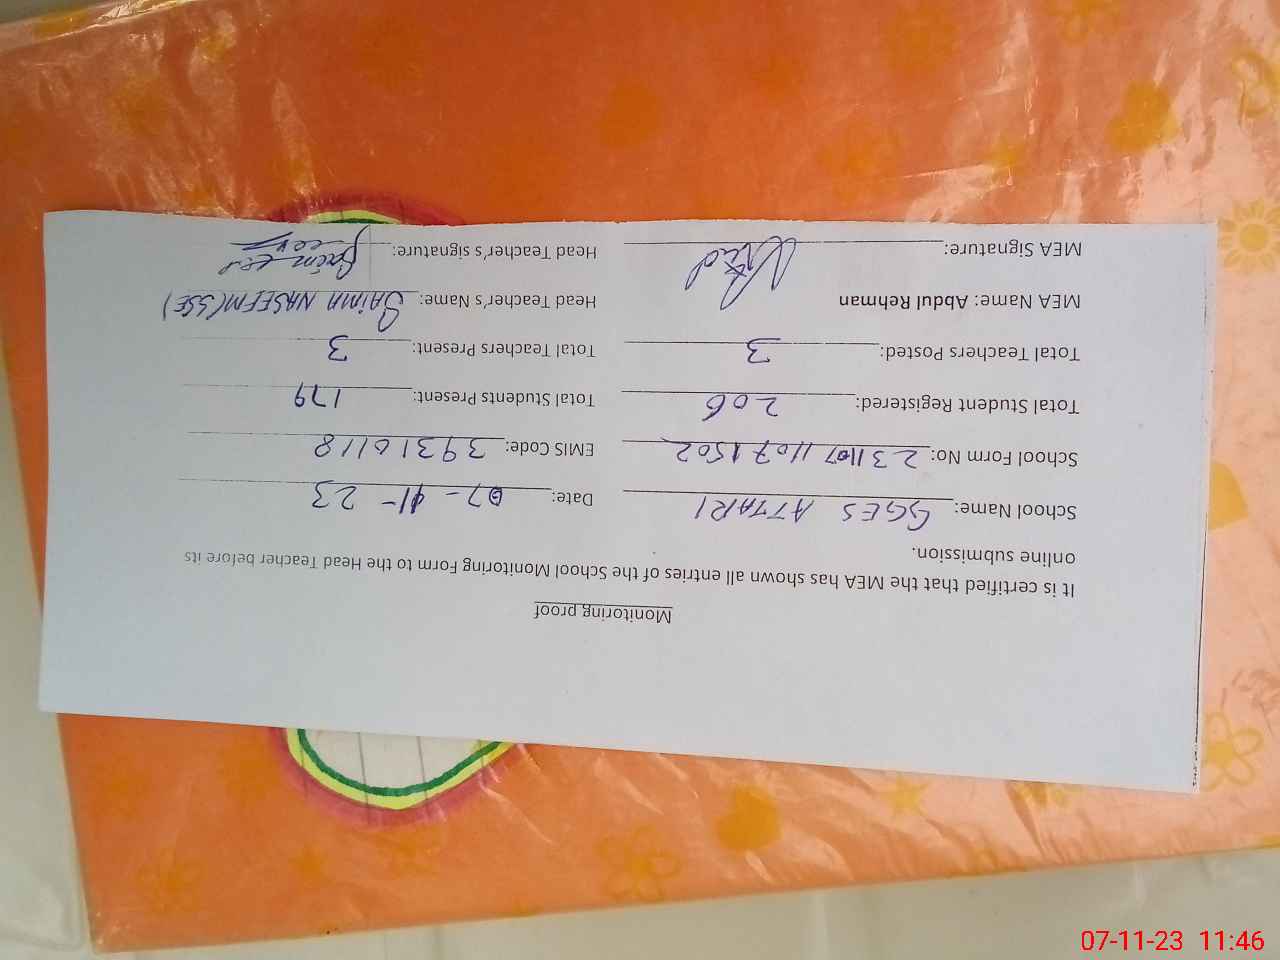 Monitoring proof
It is certified that the MEA has shown all entries of the School Monitoring Form to the Head Teacher before its
online submission.
School Name: GGES ATTARI Date: 07-11-23
School Form No: 23110711071502 EMIS Code: 39310118
Total Student Registered: 206 Total Students Present: 179
Total Teachers Posted: 3 Total Teachers Present: 3
MEA Name: Abdul Rehman Head Teacher's Name: SAIMA NASEEM (SSE)
MEA Signature: Head Teacher's signature:
07-11-23 11:46